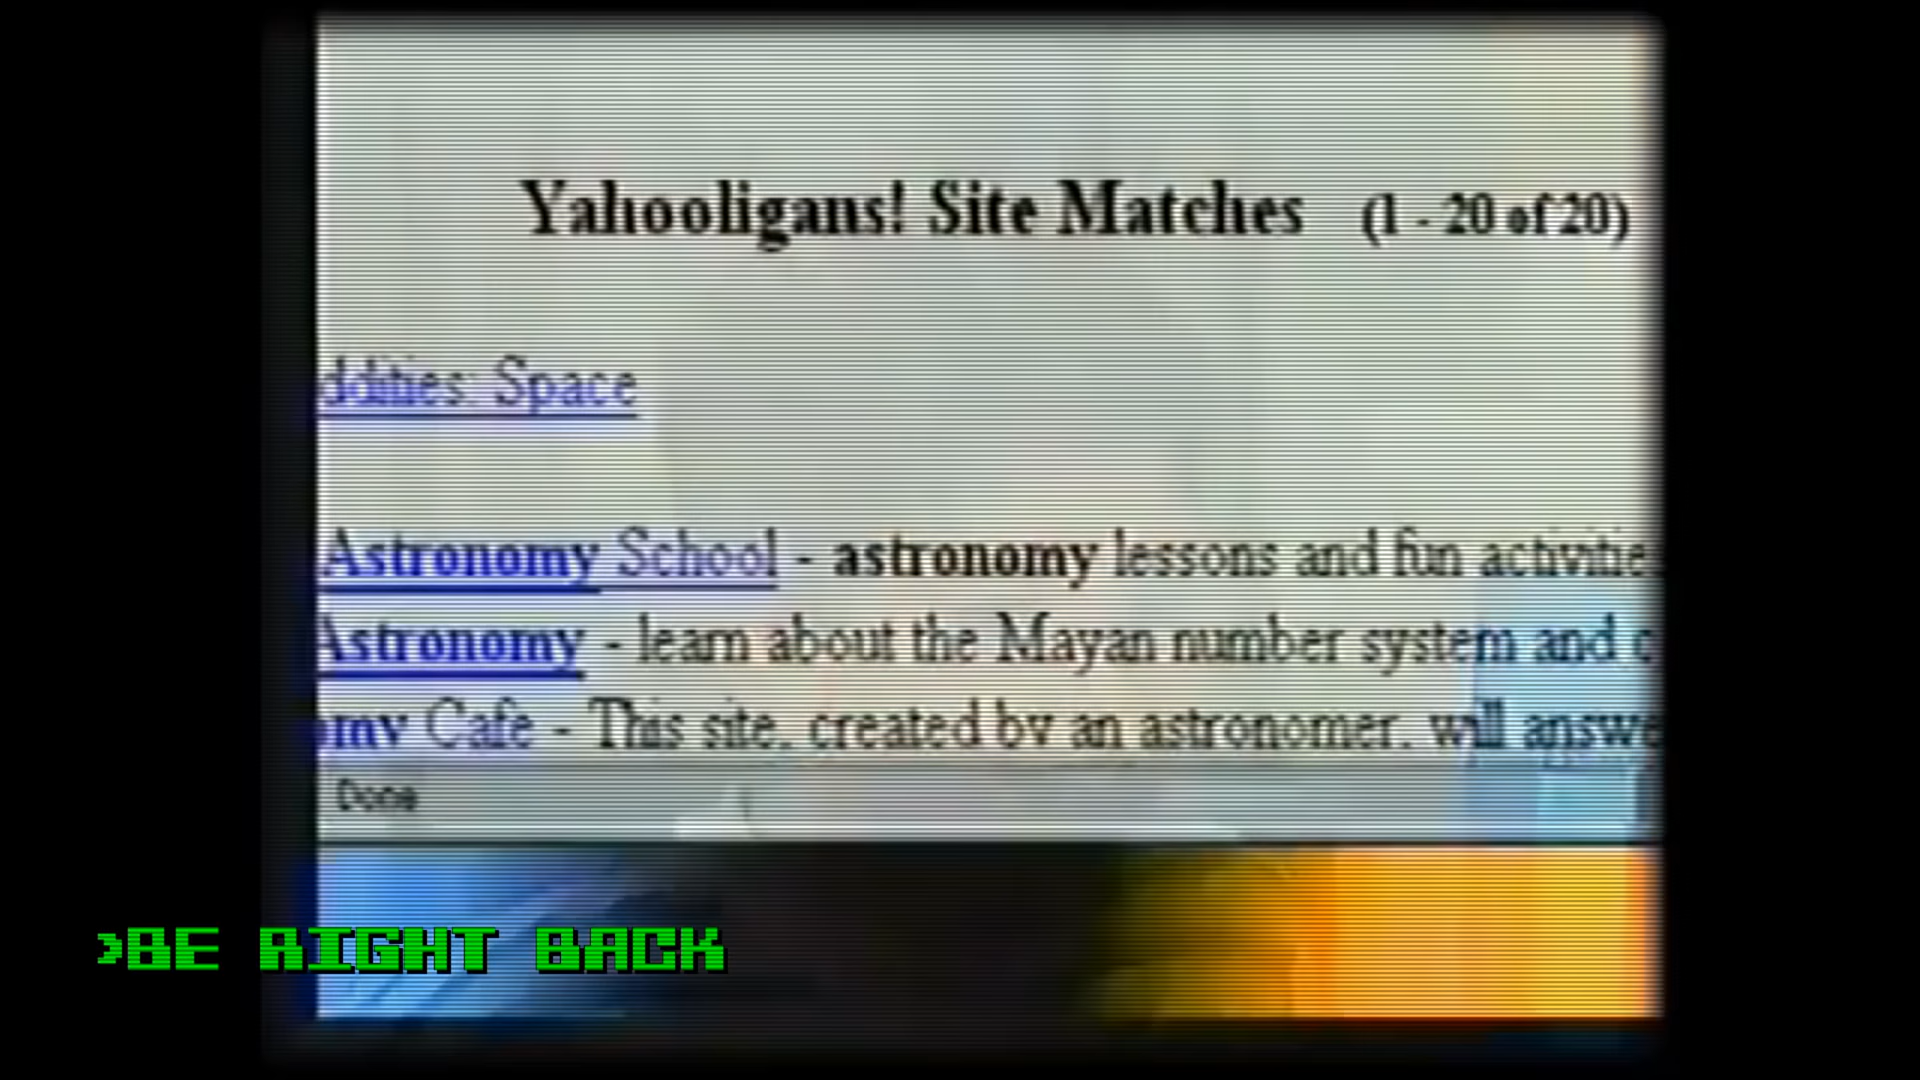 Yahooligans! Site Matches (1 - 20 of 20)
ddities: Space
Astronomy School - astronomy lessons and fun activitie
Astronomy - learn about the Mayan number system and c
omy Cafe - This site, created by an astronomer, will answe
Done
>BE RIGHT BACK